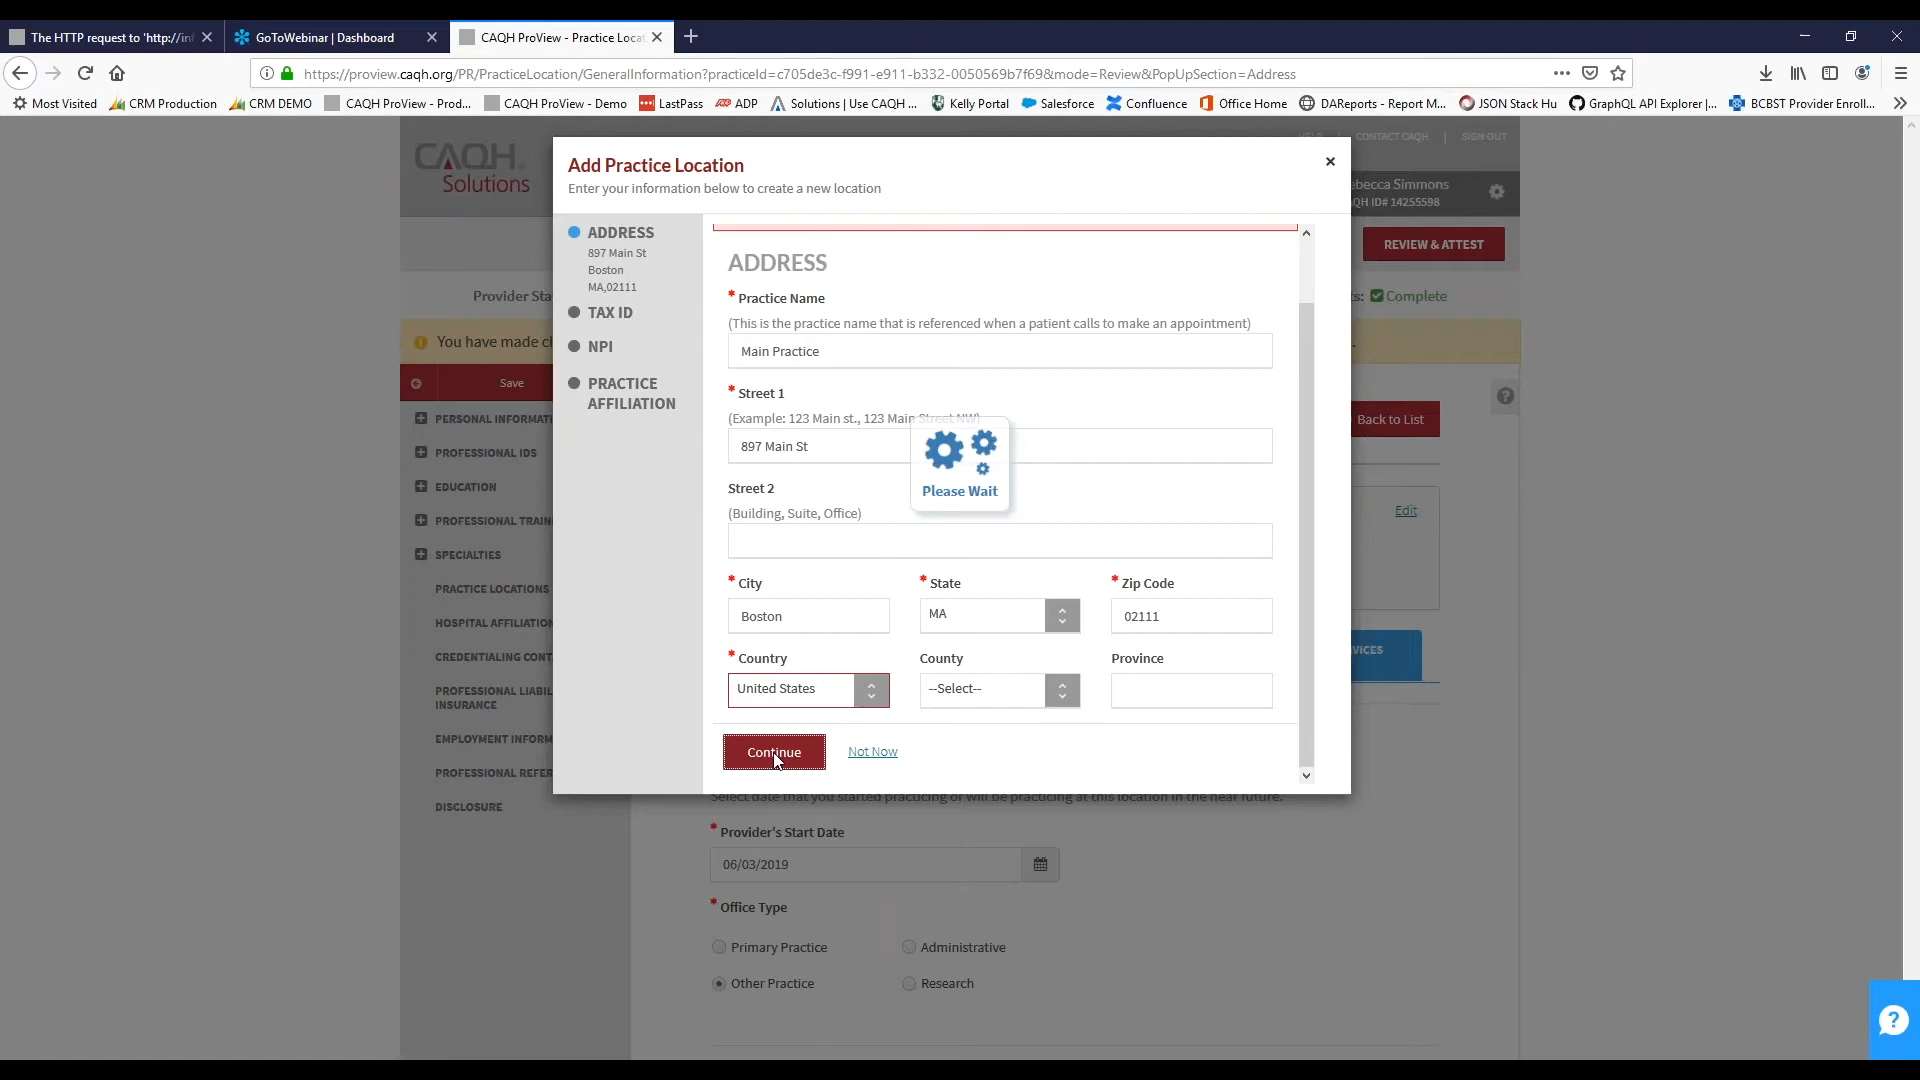 The HTTP request to 'http://in
GoToWebinar | Dashboard
CAQH ProView - Practice Locat
https://proview.caqh.org/PR/PracticeLocation/GeneralInformation?practiceId=c705de3c-f991-e911-b332-0050569b7f69&mode=Review&PopUpSection=Address
Most Visited
CRM Production
CRM DEMO
CAQH ProView - Prod...
CAQH ProView - Demo
LastPass
ADP
Solutions | Use CAQH ...
Kelly Portal
Salesforce
Confluence
Office Home
DAReports - Report M...
JSON Stack Hu
GraphQL API Explorer |...
BCBST Provider Enroll...
CAQH
Solutions
HELP | CONTACT CAQH | SIGN OUT
ebecca Simmons
QH ID# 14255598
REVIEW & ATTEST
Provider Sta
ts: Complete
You have made c
Save
PERSONAL INFORMATI
PROFESSIONAL IDS
EDUCATION
PROFESSIONAL TRAIN
SPECIALTIES
PRACTICE LOCATIONS
HOSPITAL AFFILIATION
CREDENTIALING CONT
PROFESSIONAL LIABIL
INSURANCE
EMPLOYMENT INFORM
PROFESSIONAL REFER
DISCLOSURE
Back to List
Edit
VICES
Add Practice Location
Enter your information below to create a new location
ADDRESS
897 Main St
Boston
MA,02111
TAX ID
NPI
PRACTICE
AFFILIATION
ADDRESS
* Practice Name
(This is the practice name that is referenced when a patient calls to make an appointment)
Main Practice
* Street 1
(Example: 123 Main st., 123 Main Street NW)
897 Main St
Please Wait
Street 2
(Building, Suite, Office)
* City
* State
* Zip Code
Boston
MA
02111
* Country
County
Province
United States
--Select--
Continue
Not Now
Select date that you started practicing or will be practicing at this location in the near future.
* Provider's Start Date
06/03/2019
* Office Type
Primary Practice
Administrative
Other Practice
Research